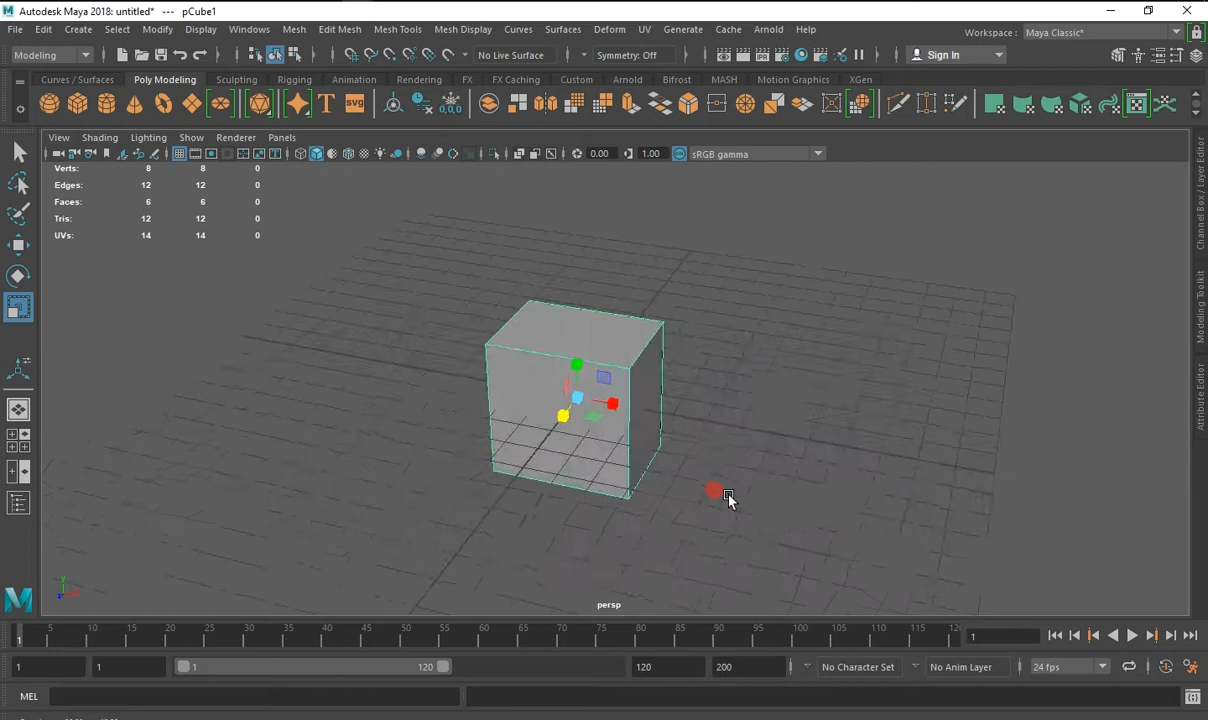 Autodesk Maya 2018: untitled* --- pCube1
File Edit Create Select Modify Display Windows Mesh Edit Mesh Mesh Tools Mesh Display Curves Surfaces Deform UV Generate Cache Arnold Help Workspace : Maya Classic*
Modeling No Live Surface Symmetry: Off Sign In
Curves / Surfaces Poly Modeling Sculpting Rigging Animation Rendering FX FX Caching Custom Arnold Bifrost MASH Motion Graphics XGen
SVG 0,0,0
View Shading Lighting Show Renderer Panels
0.00 1.00 sRGB gamma
Verts: 8 8 0
Edges: 12 12 0
Faces: 6 6 0
Tris: 12 12 0
UVs: 14 14 0
Channel Box / Layer Editor
Modeling Toolkit
Attribute Editor
persp
1 5 10 15 20 25 30 35 40 45 50 55 60 65 70 75 80 85 90 95 100 105 110 115 1
1 1 1 120 120 200 No Character Set No Anim Layer 24 fps
MEL